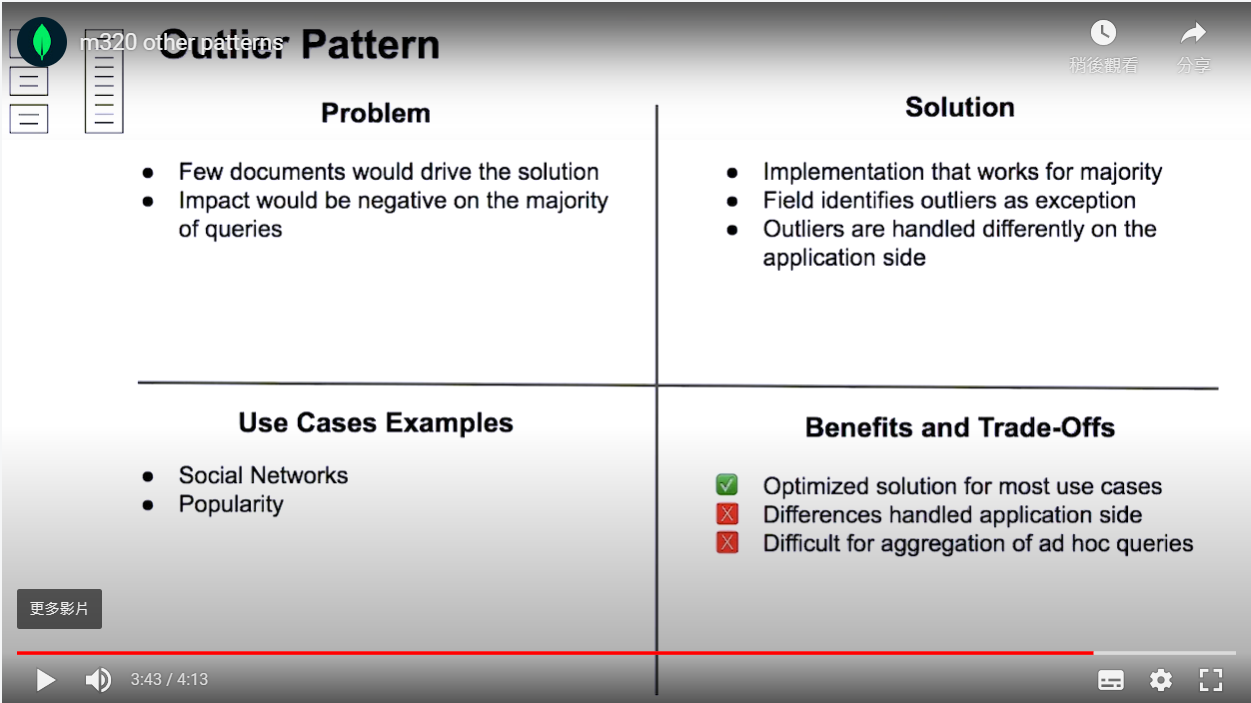 m320 other patterns
Outlier Pattern
稍後觀看
分享
Problem
Few documents would drive the solution
Impact would be negative on the majority
of queries
Solution
Implementation that works for majority
Field identifies outliers as exception
Outliers are handled differently on the
application side
Use Cases Examples
Social Networks
Popularity
Benefits and Trade-Offs
Optimized solution for most use cases
Differences handled application side
Difficult for aggregation of ad hoc queries
更多影片
3:43 / 4:13